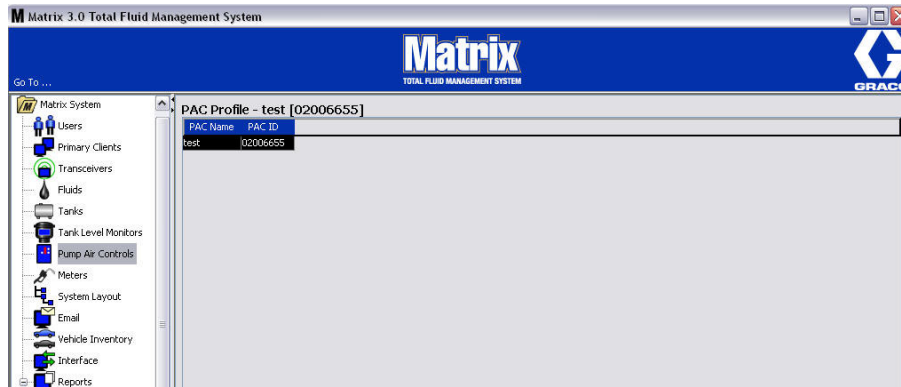 Matrix 3.0 Total Fluid Management System
Matrix
TOTAL FLUID MANAGEMENT SYSTEM
Go To ...
GRACO
Matrix System
Users
Primary Clients
Transceivers
Fluids
Tanks
Tank Level Monitors
Pump Air Controls
Meters
System Layout
Email
Vehicle Inventory
Interface
Reports
PAC Profile - test [02006655]
PAC Name PAC ID
test 02006655